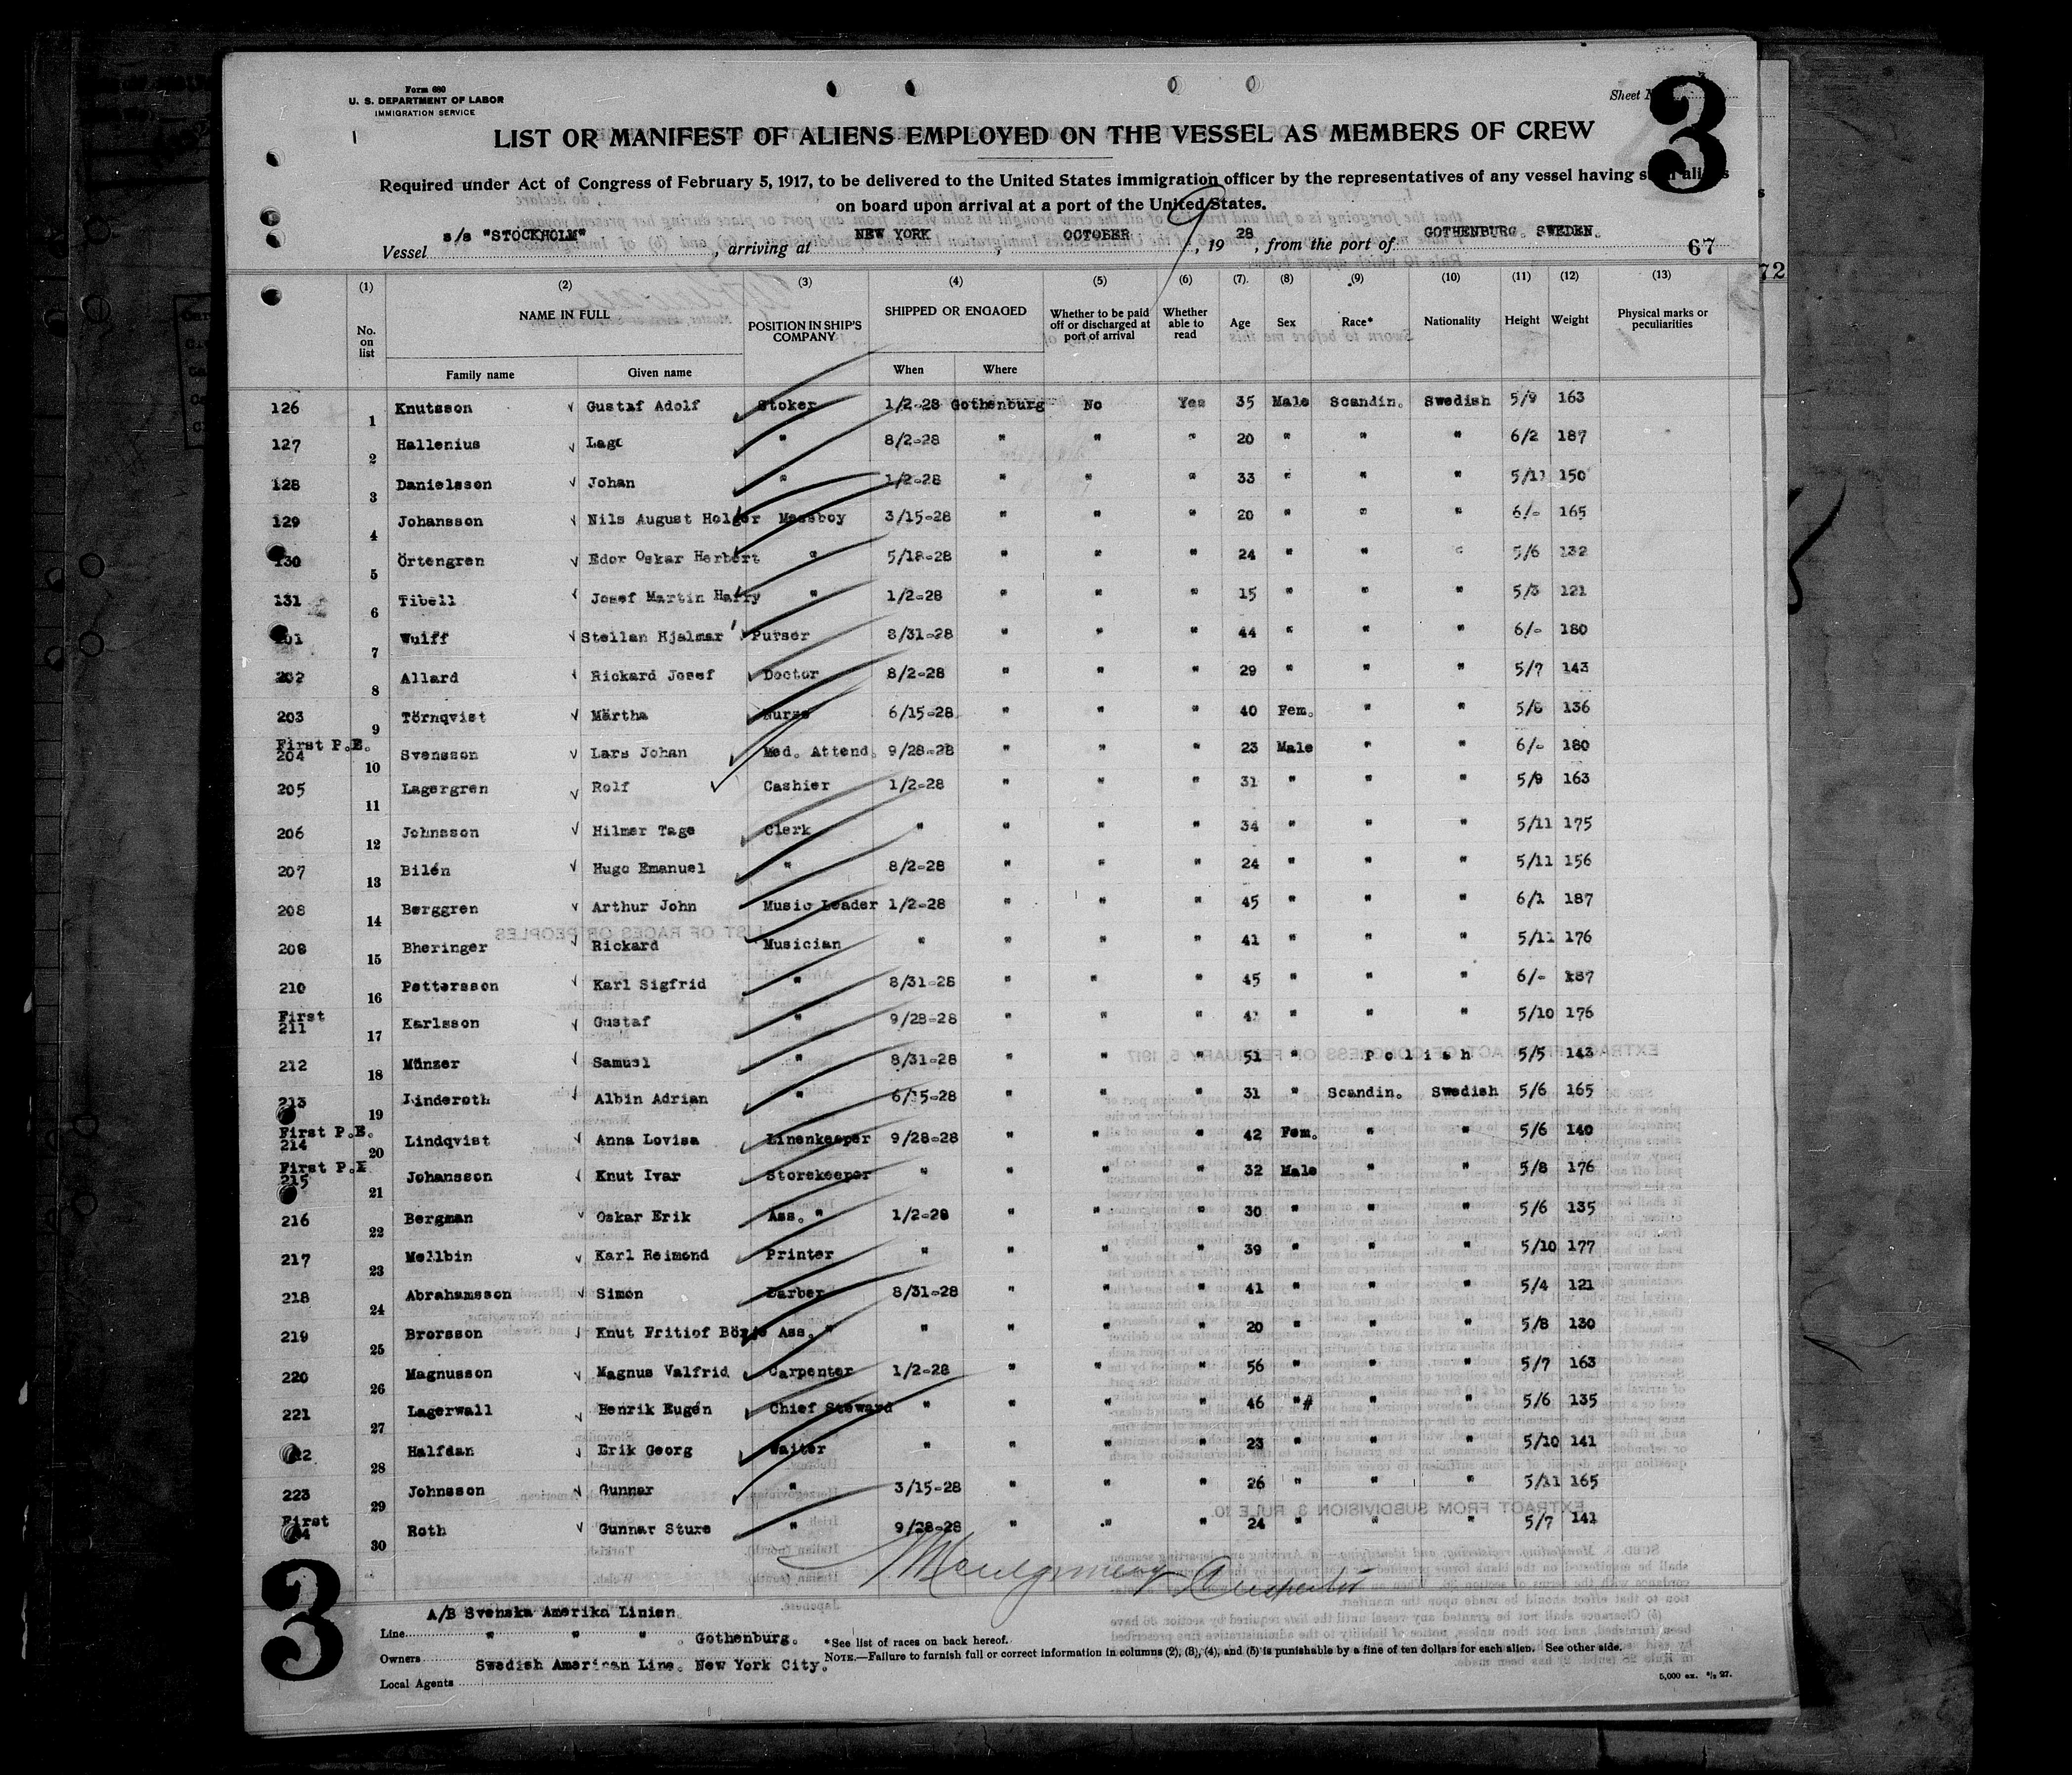 Form 680
U. S. DEPARTMENT OF LABOR
IMMIGRATION SERVICE
Sheet
3
LIST OR MANIFEST OF ALIENS EMPLOYED ON THE VESSEL AS MEMBERS OF CREW
Required under Act of Congress of February 5, 1917, to be delivered to the United States immigration officer by the representatives of any vessel having such aliens
on board upon arrival at a port of the United States.
Vessel s/s "STOCKHOLM", arriving at NEW YORK, OCTOBER 9, 1928, from the port of GOTHENBURG. SWEDEN.
67
72
(1) (2) (3) (4) (5) (6) (7) (8) (9) (10) (11) (12) (13)
No. on list NAME IN FULL POSITION IN SHIP'S COMPANY SHIPPED OR ENGAGED Whether to be paid off or discharged at port of arrival Whether able to read Age Sex Race* Nationality Height Weight Physical marks or peculiarities
Family name Given name When Where
126 1 Knutsson Gustaf Adolf Stoker 1/2-28 Gothenburg No Yes 35 Male Scandin. Swedish 5/9 163
127 2 Hallenius Lage " 8/2-28 " " " 20 " " " 6/2 187
128 3 Danielsson Johan " 1/2-28 " " " 33 " " " 5/11 150
129 4 Johansson Nils August Holger Messboy 3/15-28 " " " 20 " " " 6/- 165
130 5 Örtengren Edor Oskar Herbert " 5/18-28 " " " 24 " " " 5/6 132
131 6 Tibell Josef Martin Harry " 1/2-28 " " " 15 " " " 5/3 121
201 7 Wulff Stellan Hjalmar Purser 8/31-28 " " " 44 " " " 6/- 180
202 8 Allard Rickard Josef Doctor 8/2-28 " " " 29 " " " 5/7 143
203 9 Törnqvist Märtha Nurse 6/15-28 " " " 40 Fem. " " 5/6 136
First P.E.
204 10 Svensson Lars Johan Med. Attend. 9/28-28 " " " 23 Male " " 6/- 180
205 11 Lagergren Rolf Cashier 1/2-28 " " " 31 " " " 5/9 163
206 12 Johnsson Hilmer Tage Clerk " " " " 34 " " " 5/11 175
207 13 Bilén Hugo Emanuel " 8/2-28 " " " 24 " " " 5/11 156
208 14 Berggren Arthur John Music Leader 1/2-28 " " " 45 " " " 6/1 187
209 15 Bheringer Rickard Musician " " " " 41 " " " 5/11 176
210 16 Pettersson Karl Sigfrid " 8/31-28 " " " 45 " " " 6/- 187
First
211 17 Karlsson Gustaf " 9/28-28 " " " " " " 5/10 176
212 18 Münzer Samuel " 8/31-28 " " " 51 " Polish 5/5 143
213 19 Linderoth Albin Adrian " 6/15-28 " " " 31 " Scandin. Swedish 5/6 165
First P.E.
214 20 Lindqvist Anna Lovisa Linenkeeper 9/28-28 " " " 42 Fem. " " 5/6 140
First P.E
215 21 Johansson Knut Ivar Storekeeper " " " " 32 Male " " 5/8 176
216 22 Bergman Oskar Erik Ass. " 1/2-28 " " " 30 " " " 5/6 135
217 23 Mellbin Karl Reimond Printer " " " " 39 " " " 5/10 177
218 24 Abrahamsson Simon Barber 8/31-28 " " " 41 " " " 5/4 121
219 25 Brorsson Knut Fritiof Börje Ass. " " " " " 20 " " " 5/8 130
220 26 Magnusson Magnus Valfrid Carpenter 1/2-28 " " " 56 " " " 5/7 163
221 27 Lagerwall Henrik Eugén Chief Steward " " " " 46 "# " " 5/6 135
222 28 Halfdan Erik Georg Waiter " " " " 23 " " " 5/10 141
223 29 Johnsson Gunnar " 3/15-28 " " " 26 " " " 5/11 165
First
224 30 Roth Gunnar Sture " 9/28-28 " " " 24 " " " 5/7 141
3
Line A/B Svenska Amerika Linien
Owners " " " Gothenburg.
Local Agents Swedish American Line. New York City.
*See list of races on back hereof.
NOTE.—Failure to furnish full or correct information in columns (2), (3), (4), and (5) is punishable by a fine of ten dollars for each alien. See other side.